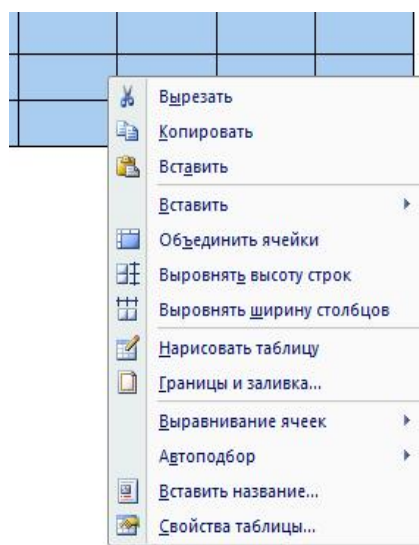 Вырезать
Копировать
Вставить
Вставить
Объединить ячейки
Выровнять высоту строк
Выровнять ширину столбцов
Нарисовать таблицу
Границы и заливка...
Выравнивание ячеек
Автоподбор
Вставить название...
Свойства таблицы...